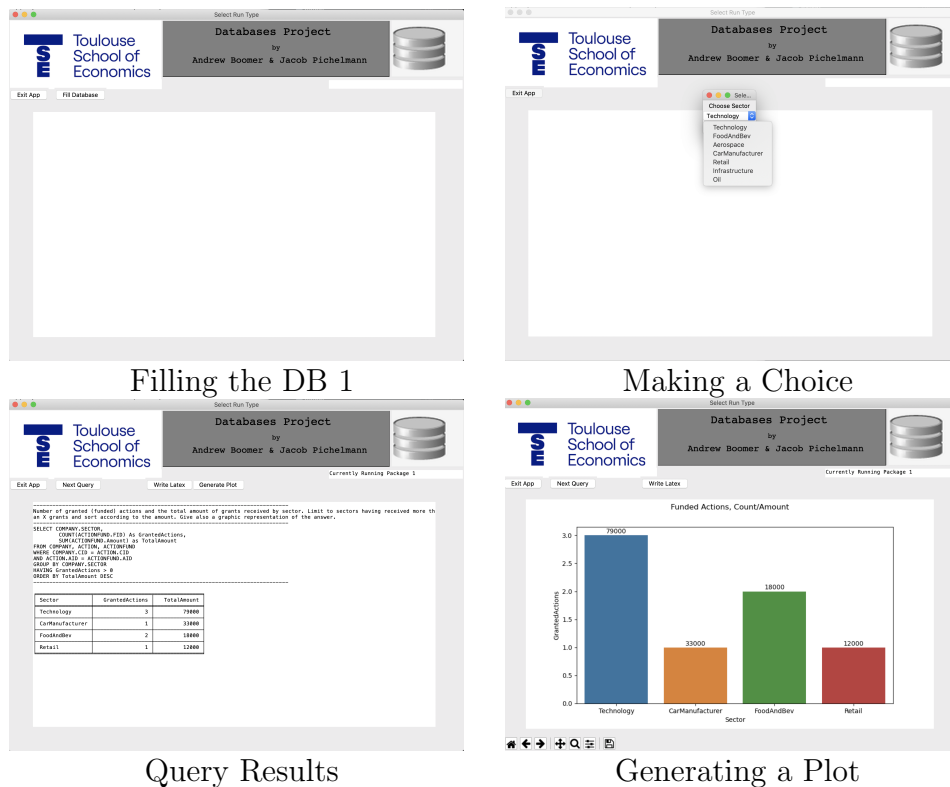 Select Run Type
TSE
Toulouse
School of
Economics
Databases Project
by
Andrew Boomer & Jacob Pichelmann
Exit App
Fill Database
Filling the DB 1
Select Run Type
TSE
Toulouse
School of
Economics
Databases Project
by
Andrew Boomer & Jacob Pichelmann
Exit App
Sele...
Choose Sector
Technology
Technology
FoodAndBev
Aerospace
CarManufacturer
Retail
Infrastructure
Oil
Making a Choice
Select Run Type
TSE
Toulouse
School of
Economics
Databases Project
by
Andrew Boomer & Jacob Pichelmann
Currently Running Package 1
Exit App Next Query Write Latex Generate Plot
Number of granted (funded) actions and the total amount of grants received by sector. Limit to sectors having received more th
an X grants and sort according to the amount. Give also a graphic representation of the answer.
SELECT COMPANY.SECTOR,
COUNT(ACTIONFUND.FID) As GrantedActions,
SUM(ACTIONFUND.Amount) as TotalAmount
FROM COMPANY, ACTION, ACTIONFUND
WHERE COMPANY.CID = ACTION.CID
AND ACTION.AID = ACTIONFUND.AID
GROUP BY COMPANY.SECTOR
HAVING GrantedActions > 0
ORDER BY TotalAmount DESC
Sector GrantedActions TotalAmount
Technology 3 79000
CarManufacturer 1 33000
FoodAndBev 2 18000
Retail 1 12000
Query Results
Select Run Type
TSE
Toulouse
School of
Economics
Databases Project
by
Andrew Boomer & Jacob Pichelmann
Currently Running Package 1
Exit App Next Query Write Latex
Funded Actions, Count/Amount
GrantedActions
3.0
2.5
2.0
1.5
1.0
0.5
0.0
79000
33000
18000
12000
Technology CarManufacturer FoodAndBev Retail
Sector
Generating a Plot